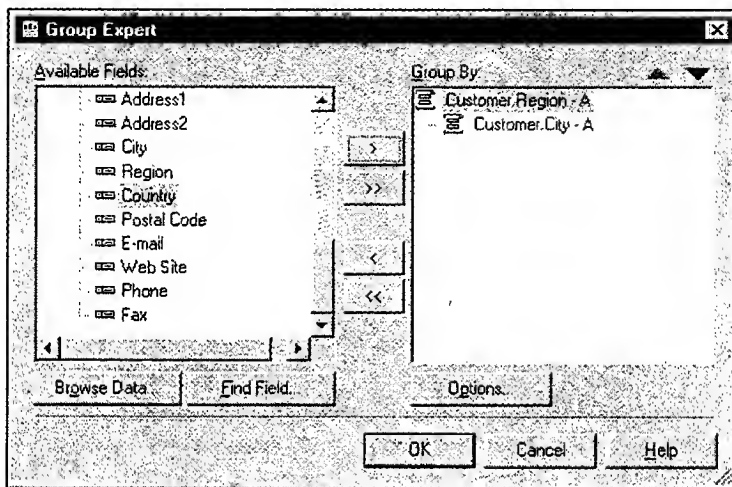 Group Expert
Available Fields:
Address1
Address2
City
Region
Country
Postal Code
E-mail
Web Site
Phone
Fax
>
>>
<
<<
Group By:
Customer.Region - A
Customer.City - A
Browse Data...
Find Field...
Options...
OK
Cancel
Help